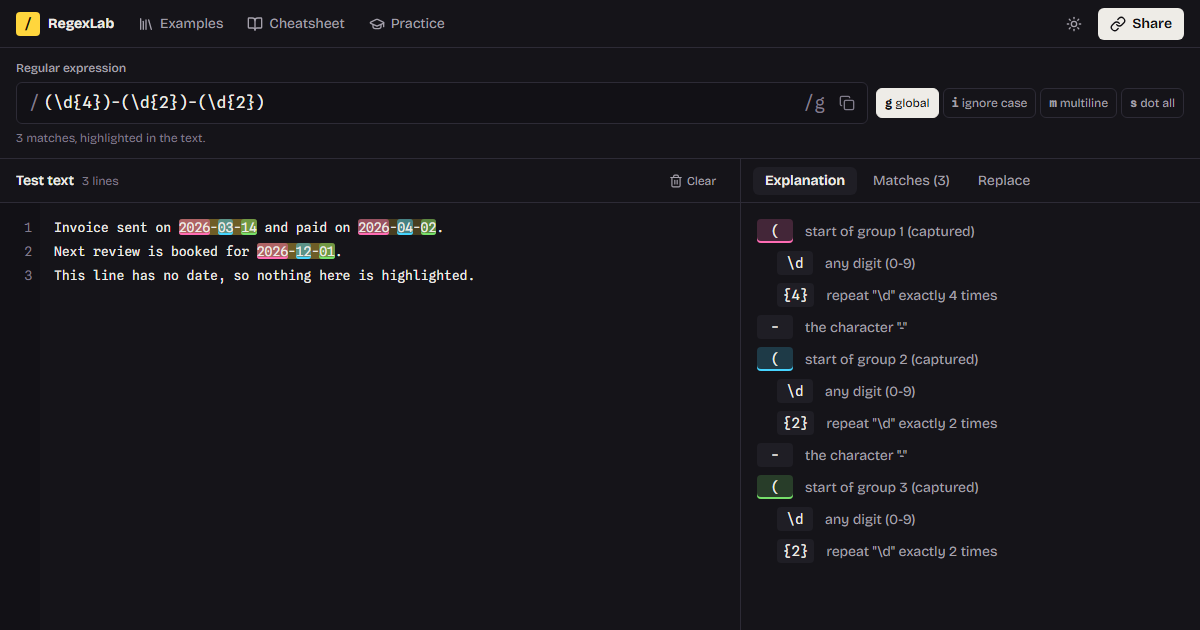 / RegexLab Examples Cheatsheet Practice Share
Regular expression
/ (\d{4})-(\d{2})-(\d{2}) /g g global i ignore case m multiline s dot all
3 matches, highlighted in the text.
Test text 3 lines Clear
1 Invoice sent on 2026-03-14 and paid on 2026-04-02.
2 Next review is booked for 2026-12-01.
3 This line has no date, so nothing here is highlighted.
Explanation Matches (3) Replace
( start of group 1 (captured)
\d any digit (0-9)
{4} repeat "\d" exactly 4 times
- the character "-"
( start of group 2 (captured)
\d any digit (0-9)
{2} repeat "\d" exactly 2 times
- the character "-"
( start of group 3 (captured)
\d any digit (0-9)
{2} repeat "\d" exactly 2 times